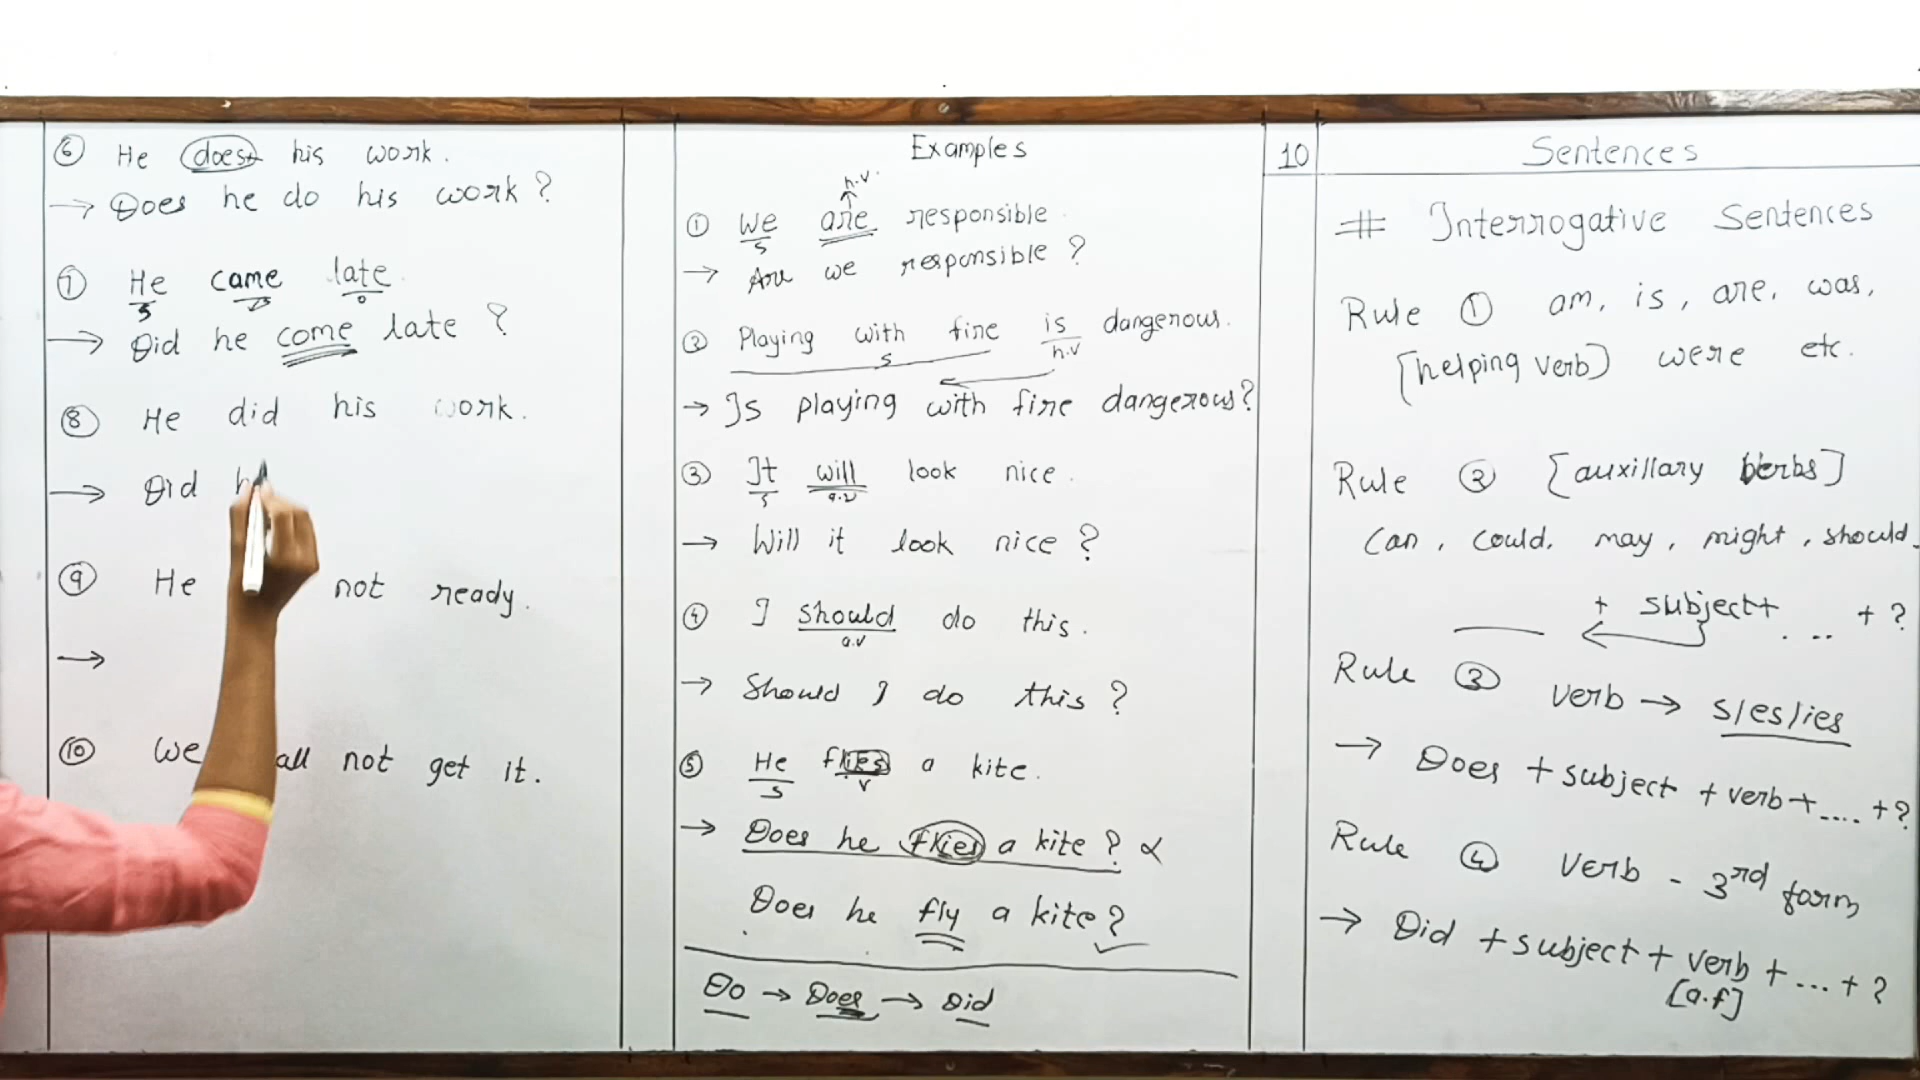 ⑥ He does his work.
→ Does he do his work?
⑦ He came late.
S O
→ Did he come late?
⑧ He did his work.
→ Did h
⑨ He not ready.
→
⑩ we all not get it.
Examples
h.v.
① We are responsible.
S
→ Are we responsible?
② Playing with fire is dangerous.
S h.v
→ Is playing with fire dangerous?
③ It will look nice.
S a.v
→ Will it look nice?
④ I should do this.
a.v
→ Should I do this?
⑤ He flies a kite.
S v
→ Does he flies a kite?
Does he fly a kite?
Do → Does → Did
10 Sentences
# Interrogative Sentences
Rule ① am, is, are, was,
[helping verb] were etc.
Rule ② [auxillary verbs]
can, could, may, might, should
+ subject+ .... + ?
Rule ③ verb → s/es/ies
→ Does + subject + verb + .... + ?
Rule ④ verb - 3rd form
→ Did + subject + verb + ... + ?
[a.f]